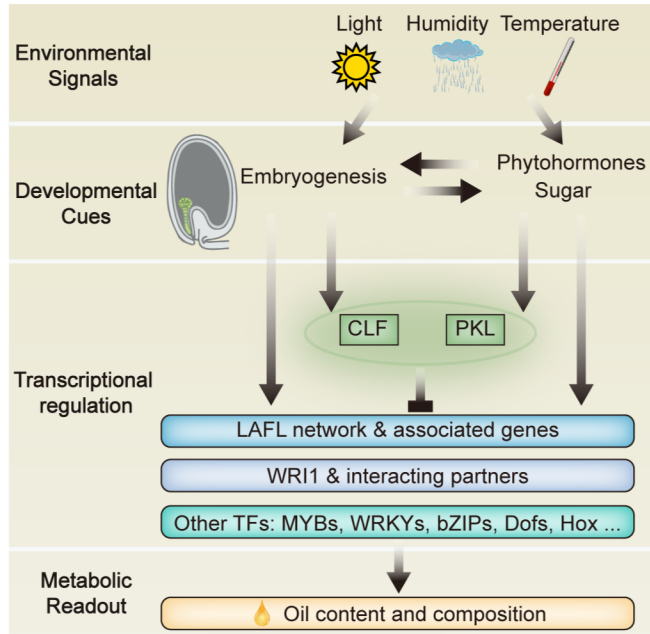 Environmental
Signals
Light
Humidity
Temperature
Developmental
Cues
Embryogenesis
Phytohormones
Sugar
Transcriptional
regulation
CLF
PKL
LAFL network & associated genes
WRI1 & interacting partners
Other TFs: MYBs, WRKYs, bZIPs, Dofs, Hox ...
Metabolic
Readout
Oil content and composition